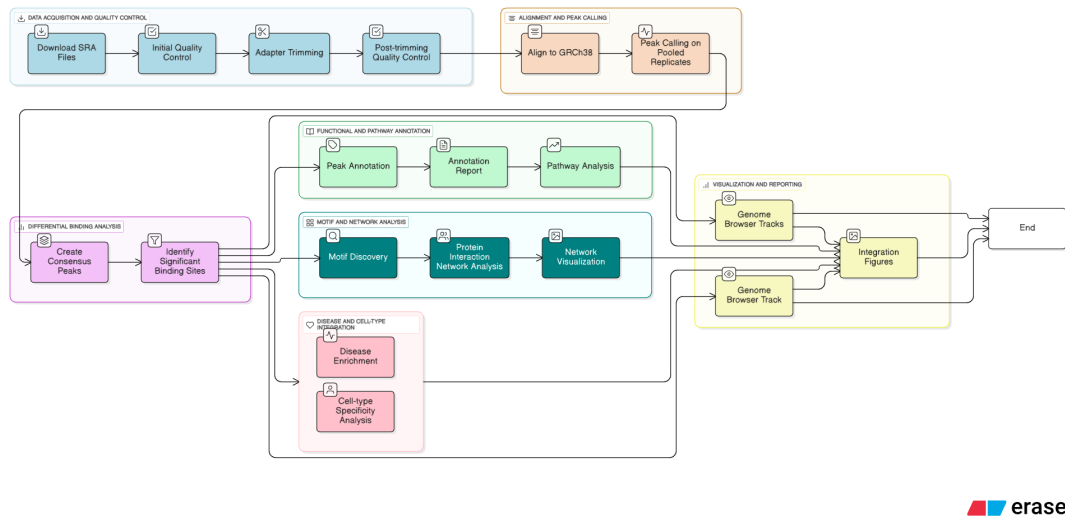 DATA ACQUISITION AND QUALITY CONTROL
Download SRA
Files
Initial Quality
Control
Adapter Trimming
Post-trimming
Quality Control
ALIGNMENT AND PEAK CALLING
Align to GRCh38
Peak Calling on
Pooled
Replicates
FUNCTIONAL AND PATHWAY ANNOTATION
Peak Annotation
Annotation
Report
Pathway Analysis
DIFFERENTIAL BINDING ANALYSIS
Create
Consensus
Peaks
Identify
Significant
Binding Sites
MOTIF AND NETWORK ANALYSIS
Motif Discovery
Protein
Interaction
Network Analysis
Network
Visualization
DISEASE AND CELL-TYPE
INTEGRATION
Disease
Enrichment
Cell-type
Specificity
Analysis
VISUALIZATION AND REPORTING
Genome
Browser Tracks
Genome
Browser Track
Integration
Figures
End
erase